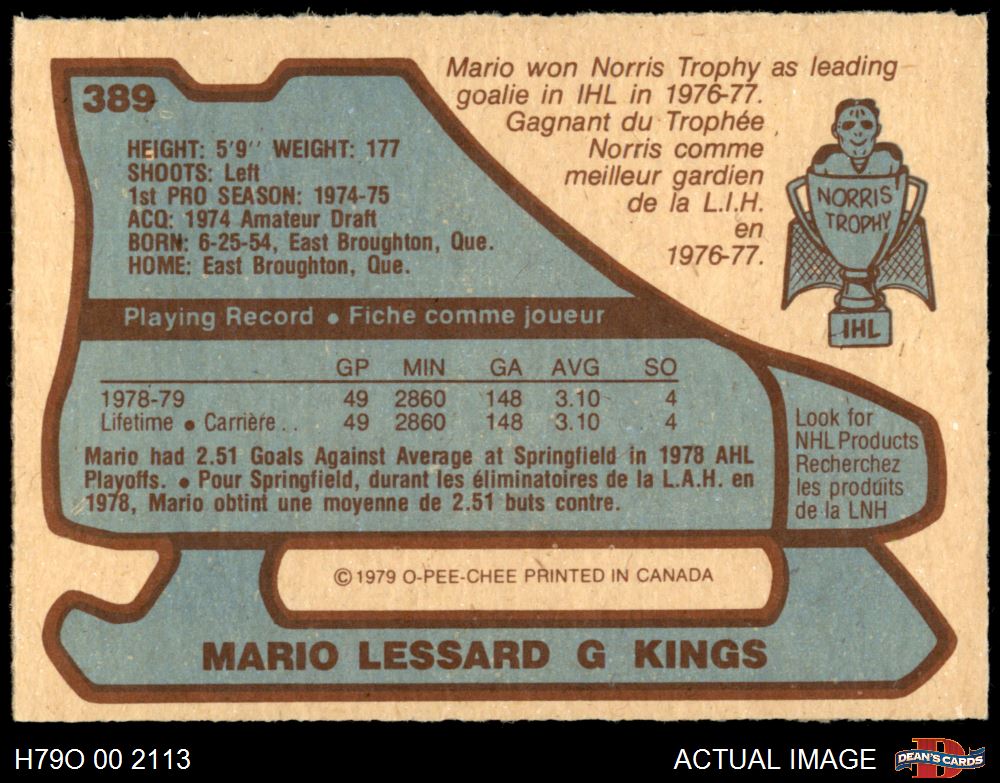 389
Mario won Norris Trophy as leading
goalie in IHL in 1976-77.
Gagnant du Trophée
Norris comme
meilleur gardien
de la L.I.H.
en
1976-77.
NORRIS
TROPHY
IHL
HEIGHT: 5'9'' WEIGHT: 177
SHOOTS: Left
1st PRO SEASON: 1974-75
ACQ: 1974 Amateur Draft
BORN: 6-25-54, East Broughton, Que.
HOME: East Broughton, Que.
Playing Record • Fiche comme joueur
GP MIN GA AVG SO
1978-79 49 2860 148 3.10 4
Lifetime • Carrière . . 49 2860 148 3.10 4
Mario had 2.51 Goals Against Average at Springfield in 1978 AHL
Playoffs. • Pour Springfield, durant les éliminatoires de la L.A.H. en
1978, Mario obtint une moyenne de 2.51 buts contre.
Look for
NHL Products
Recherchez
les produits
de la LNH
© 1979 O-PEE-CHEE PRINTED IN CANADA
MARIO LESSARD G KINGS
H79O 00 2113
ACTUAL IMAGE
D
DEAN'S CARDS